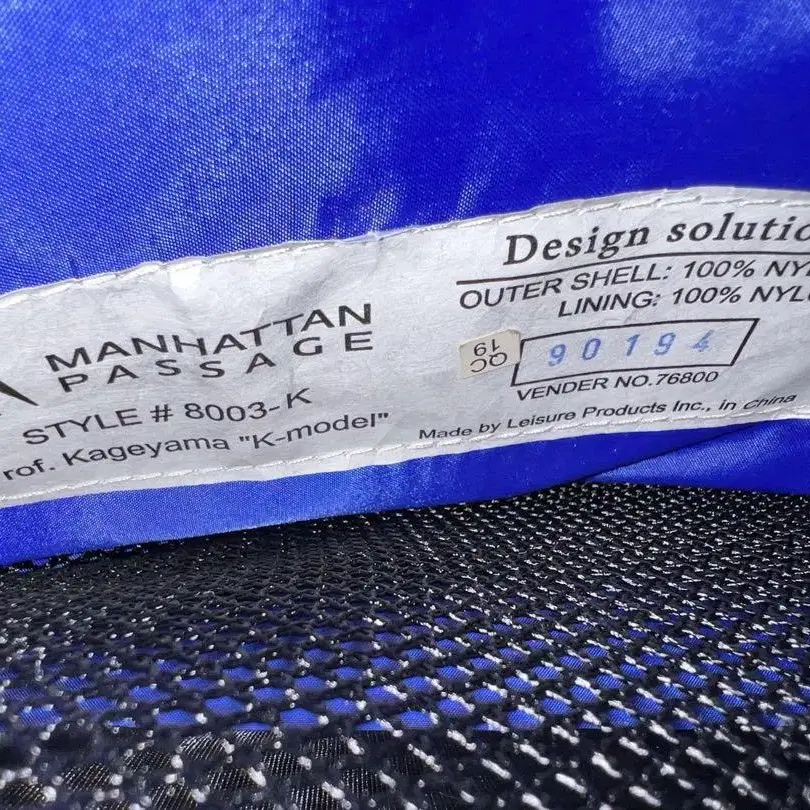 MANHATTAN
PASSAGE
STYLE # 8003-K
rof. Kageyama "K-model"
Design solutio
OUTER SHELL: 100% NY
LINING: 100% NYL
QC
19
90194
VENDER NO.76800
Made by Leisure Products Inc., in China